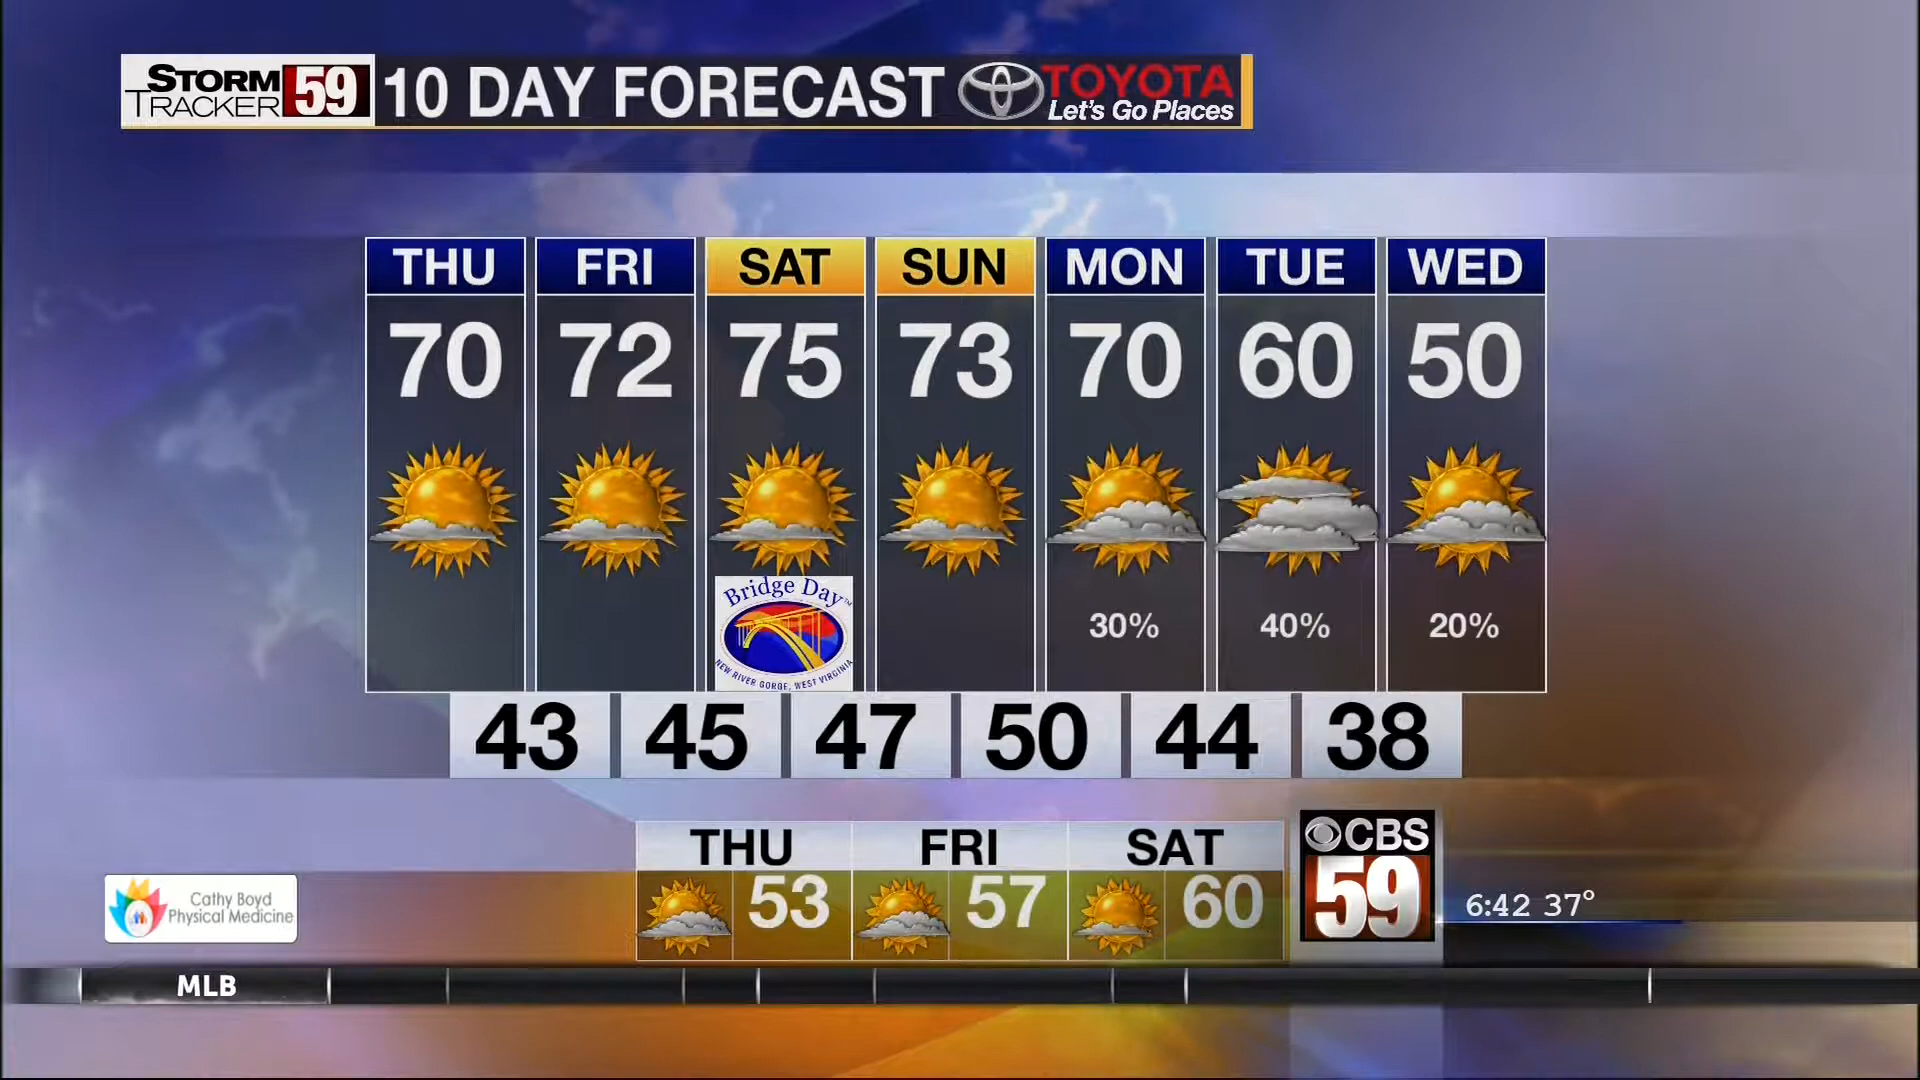 STORM TRACKER 59 10 DAY FORECAST TOYOTA Let's Go Places
THU FRI SAT SUN MON TUE WED
70 72 75 73 70 60 50
Bridge Day™
NEW RIVER GORGE, WEST VIRGINIA
30% 40% 20%
43 45 47 50 44 38
THU FRI SAT
53 57 60
CBS
59
Cathy Boyd
Physical Medicine
6:42 37°
MLB